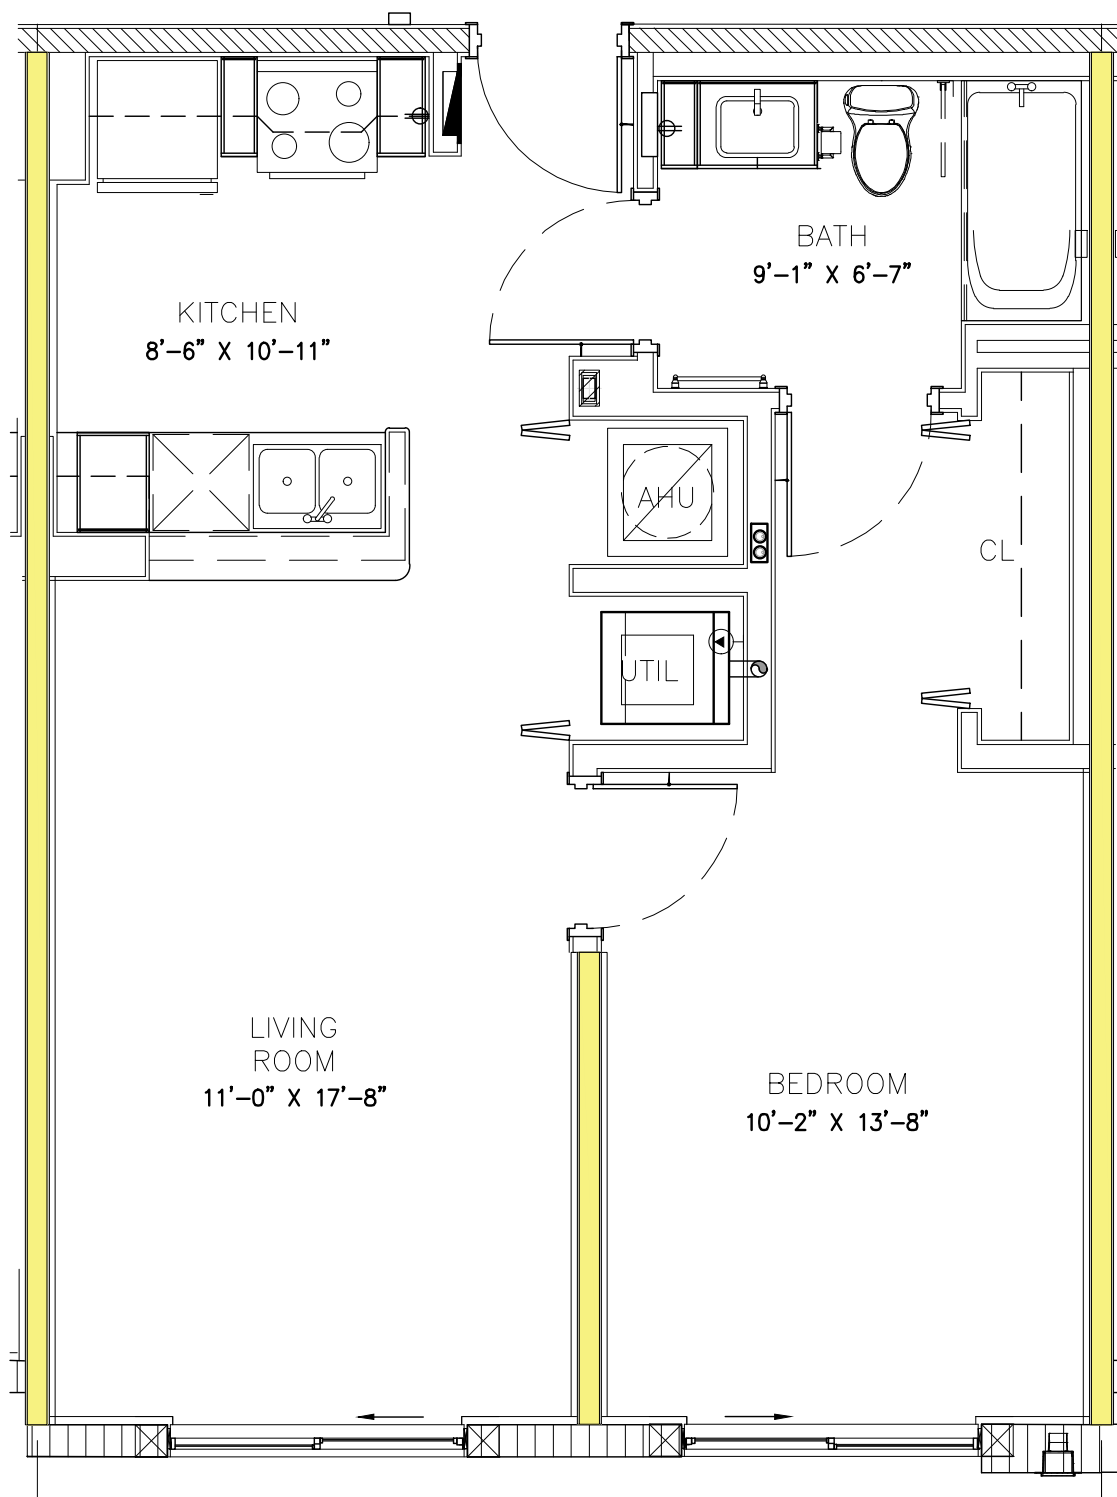 BATH
9'-1" X 6'-7"
KITCHEN
8'-6" X 10'-11"
AHU
CL
UTIL
LIVING
ROOM
11'-0" X 17'-8"
BEDROOM
10'-2" X 13'-8"